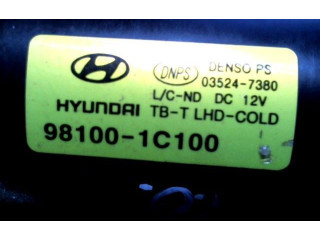 DNPS DENSO PS
03524-7380
L/C-ND DC 12V
HYUNDAI TB-T LHD-COLD
98100-1C100